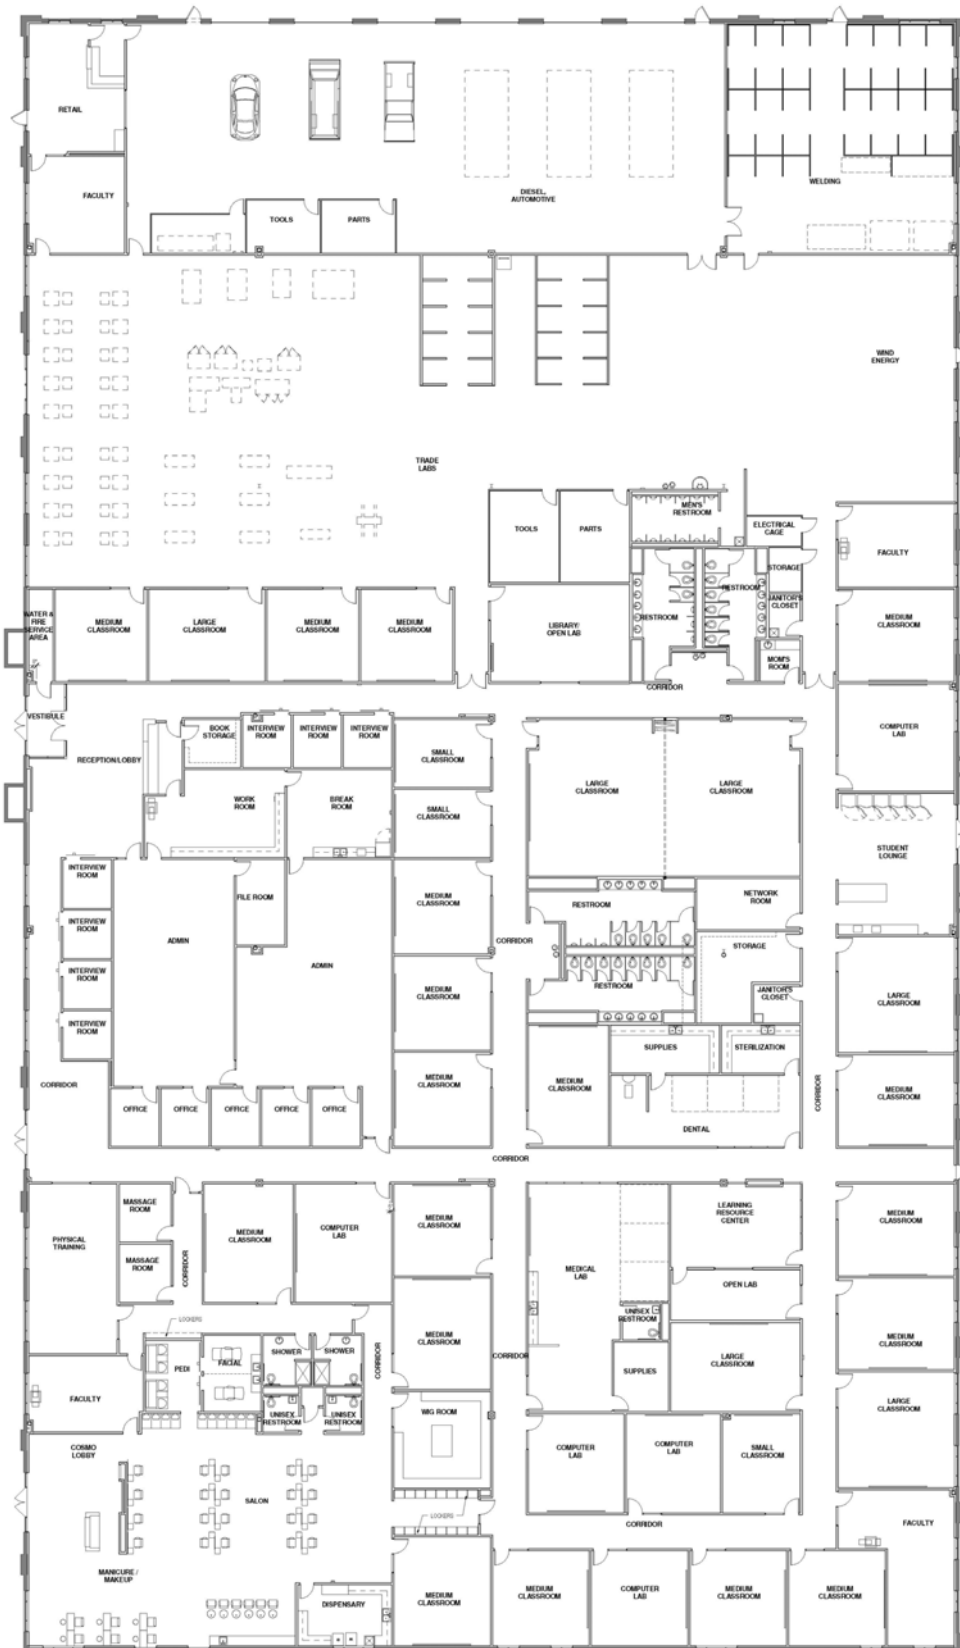 RETAIL
FACULTY
TOOLS
PARTS
DIESEL,
AUTOMOTIVE
WELDING
WIND
ENERGY
TRADE
LABS
TOOLS
PARTS
MEN'S
RESTROOM
ELECTRICAL
CAGE
FACULTY
STORAGE
RESTROOM
JANITOR'S
CLOSET
WATER &
FIRE
SERVICE
AREA
MEDIUM
CLASSROOM
LARGE
CLASSROOM
MEDIUM
CLASSROOM
MEDIUM
CLASSROOM
LIBRARY/
OPEN LAB
RESTROOM
MEDIUM
CLASSROOM
MOM'S
ROOM
CORRIDOR
VESTIBULE
RECEPTION/LOBBY
BOOK
STORAGE
INTERVIEW
ROOM
INTERVIEW
ROOM
INTERVIEW
ROOM
SMALL
CLASSROOM
LARGE
CLASSROOM
LARGE
CLASSROOM
COMPUTER
LAB
WORK
ROOM
BREAK
ROOM
SMALL
CLASSROOM
STUDENT
LOUNGE
INTERVIEW
ROOM
FILE ROOM
MEDIUM
CLASSROOM
RESTROOM
NETWORK
ROOM
INTERVIEW
ROOM
ADMIN
CORRIDOR
STORAGE
INTERVIEW
ROOM
ADMIN
MEDIUM
CLASSROOM
RESTROOM
JANITOR'S
CLOSET
LARGE
CLASSROOM
INTERVIEW
ROOM
SUPPLIES
STERILIZATION
CORRIDOR
MEDIUM
CLASSROOM
MEDIUM
CLASSROOM
CORRIDOR
MEDIUM
CLASSROOM
OFFICE
OFFICE
OFFICE
OFFICE
OFFICE
DENTAL
CORRIDOR
PHYSICAL
TRAINING
MASSAGE
ROOM
MEDIUM
CLASSROOM
COMPUTER
LAB
MEDIUM
CLASSROOM
LEARNING
RESOURCE
CENTER
MEDIUM
CLASSROOM
MASSAGE
ROOM
CORRIDOR
MEDICAL
LAB
OPEN LAB
LOCKERS
UNISEX
RESTROOM
MEDIUM
CLASSROOM
PEDI
FACIAL
SHOWER
SHOWER
CORRIDOR
MEDIUM
CLASSROOM
CORRIDOR
SUPPLIES
LARGE
CLASSROOM
FACULTY
UNISEX
RESTROOM
UNISEX
RESTROOM
WIG ROOM
LARGE
CLASSROOM
COSMO
LOBBY
COMPUTER
LAB
COMPUTER
LAB
SMALL
CLASSROOM
SALON
LOCKERS
CORRIDOR
FACULTY
MANICURE /
MAKEUP
DISPENSARY
MEDIUM
CLASSROOM
MEDIUM
CLASSROOM
COMPUTER
LAB
MEDIUM
CLASSROOM
MEDIUM
CLASSROOM